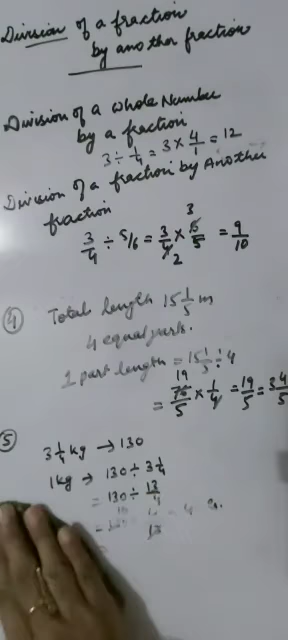 Division of a fraction
by another fraction
Division of a whole Number
by a fraction
3 ÷ 1/4 = 3 × 4/1 = 12
Division of a fraction by Another
fraction
3/4 ÷ 5/6 = 3/4 2 × 6 3/5 = 9/10
④ Total length 15 1/5 m
4 equal parts.
1 part length = 15 1/5 ÷ 4
= 76 19/5 × 1/4 = 19/5 = 3 4/5
⑤
3 1/4 kg → 130
1kg → 130 ÷ 3 1/4
= 130 ÷ 13/4